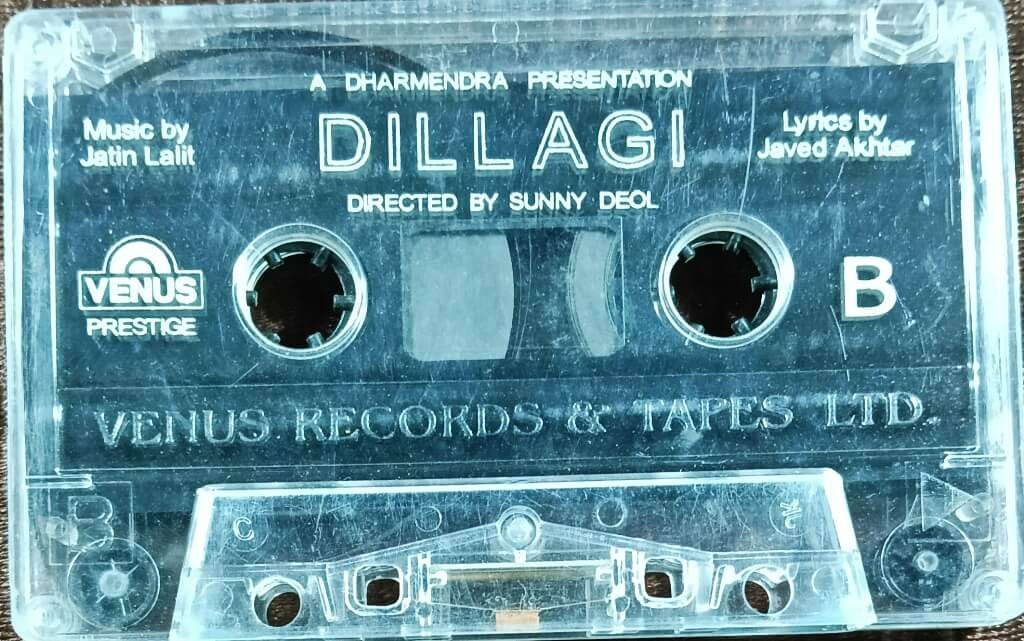 A DHARMENDRA PRESENTATION
DILLAGI
DIRECTED BY SUNNY DEOL
Music by
Jatin Lalit
Lyrics by
Javed Akhtar
VENUS
PRESTIGE
B
VENUS RECORDS & TAPES LTD.
B
C